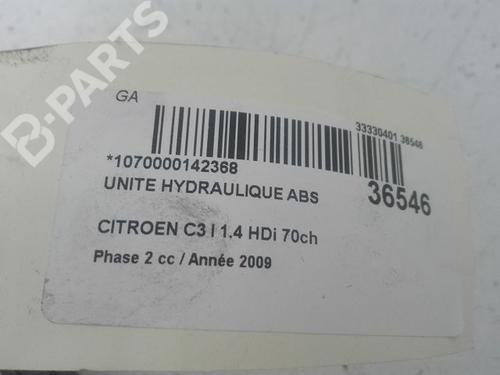 B-PARTS
GA
33330401 36546
*1070000142368
UNITE HYDRAULIQUE ABS
36546
CITROEN C3 I 1.4 HDi 70ch
Phase 2 cc / Année 2009